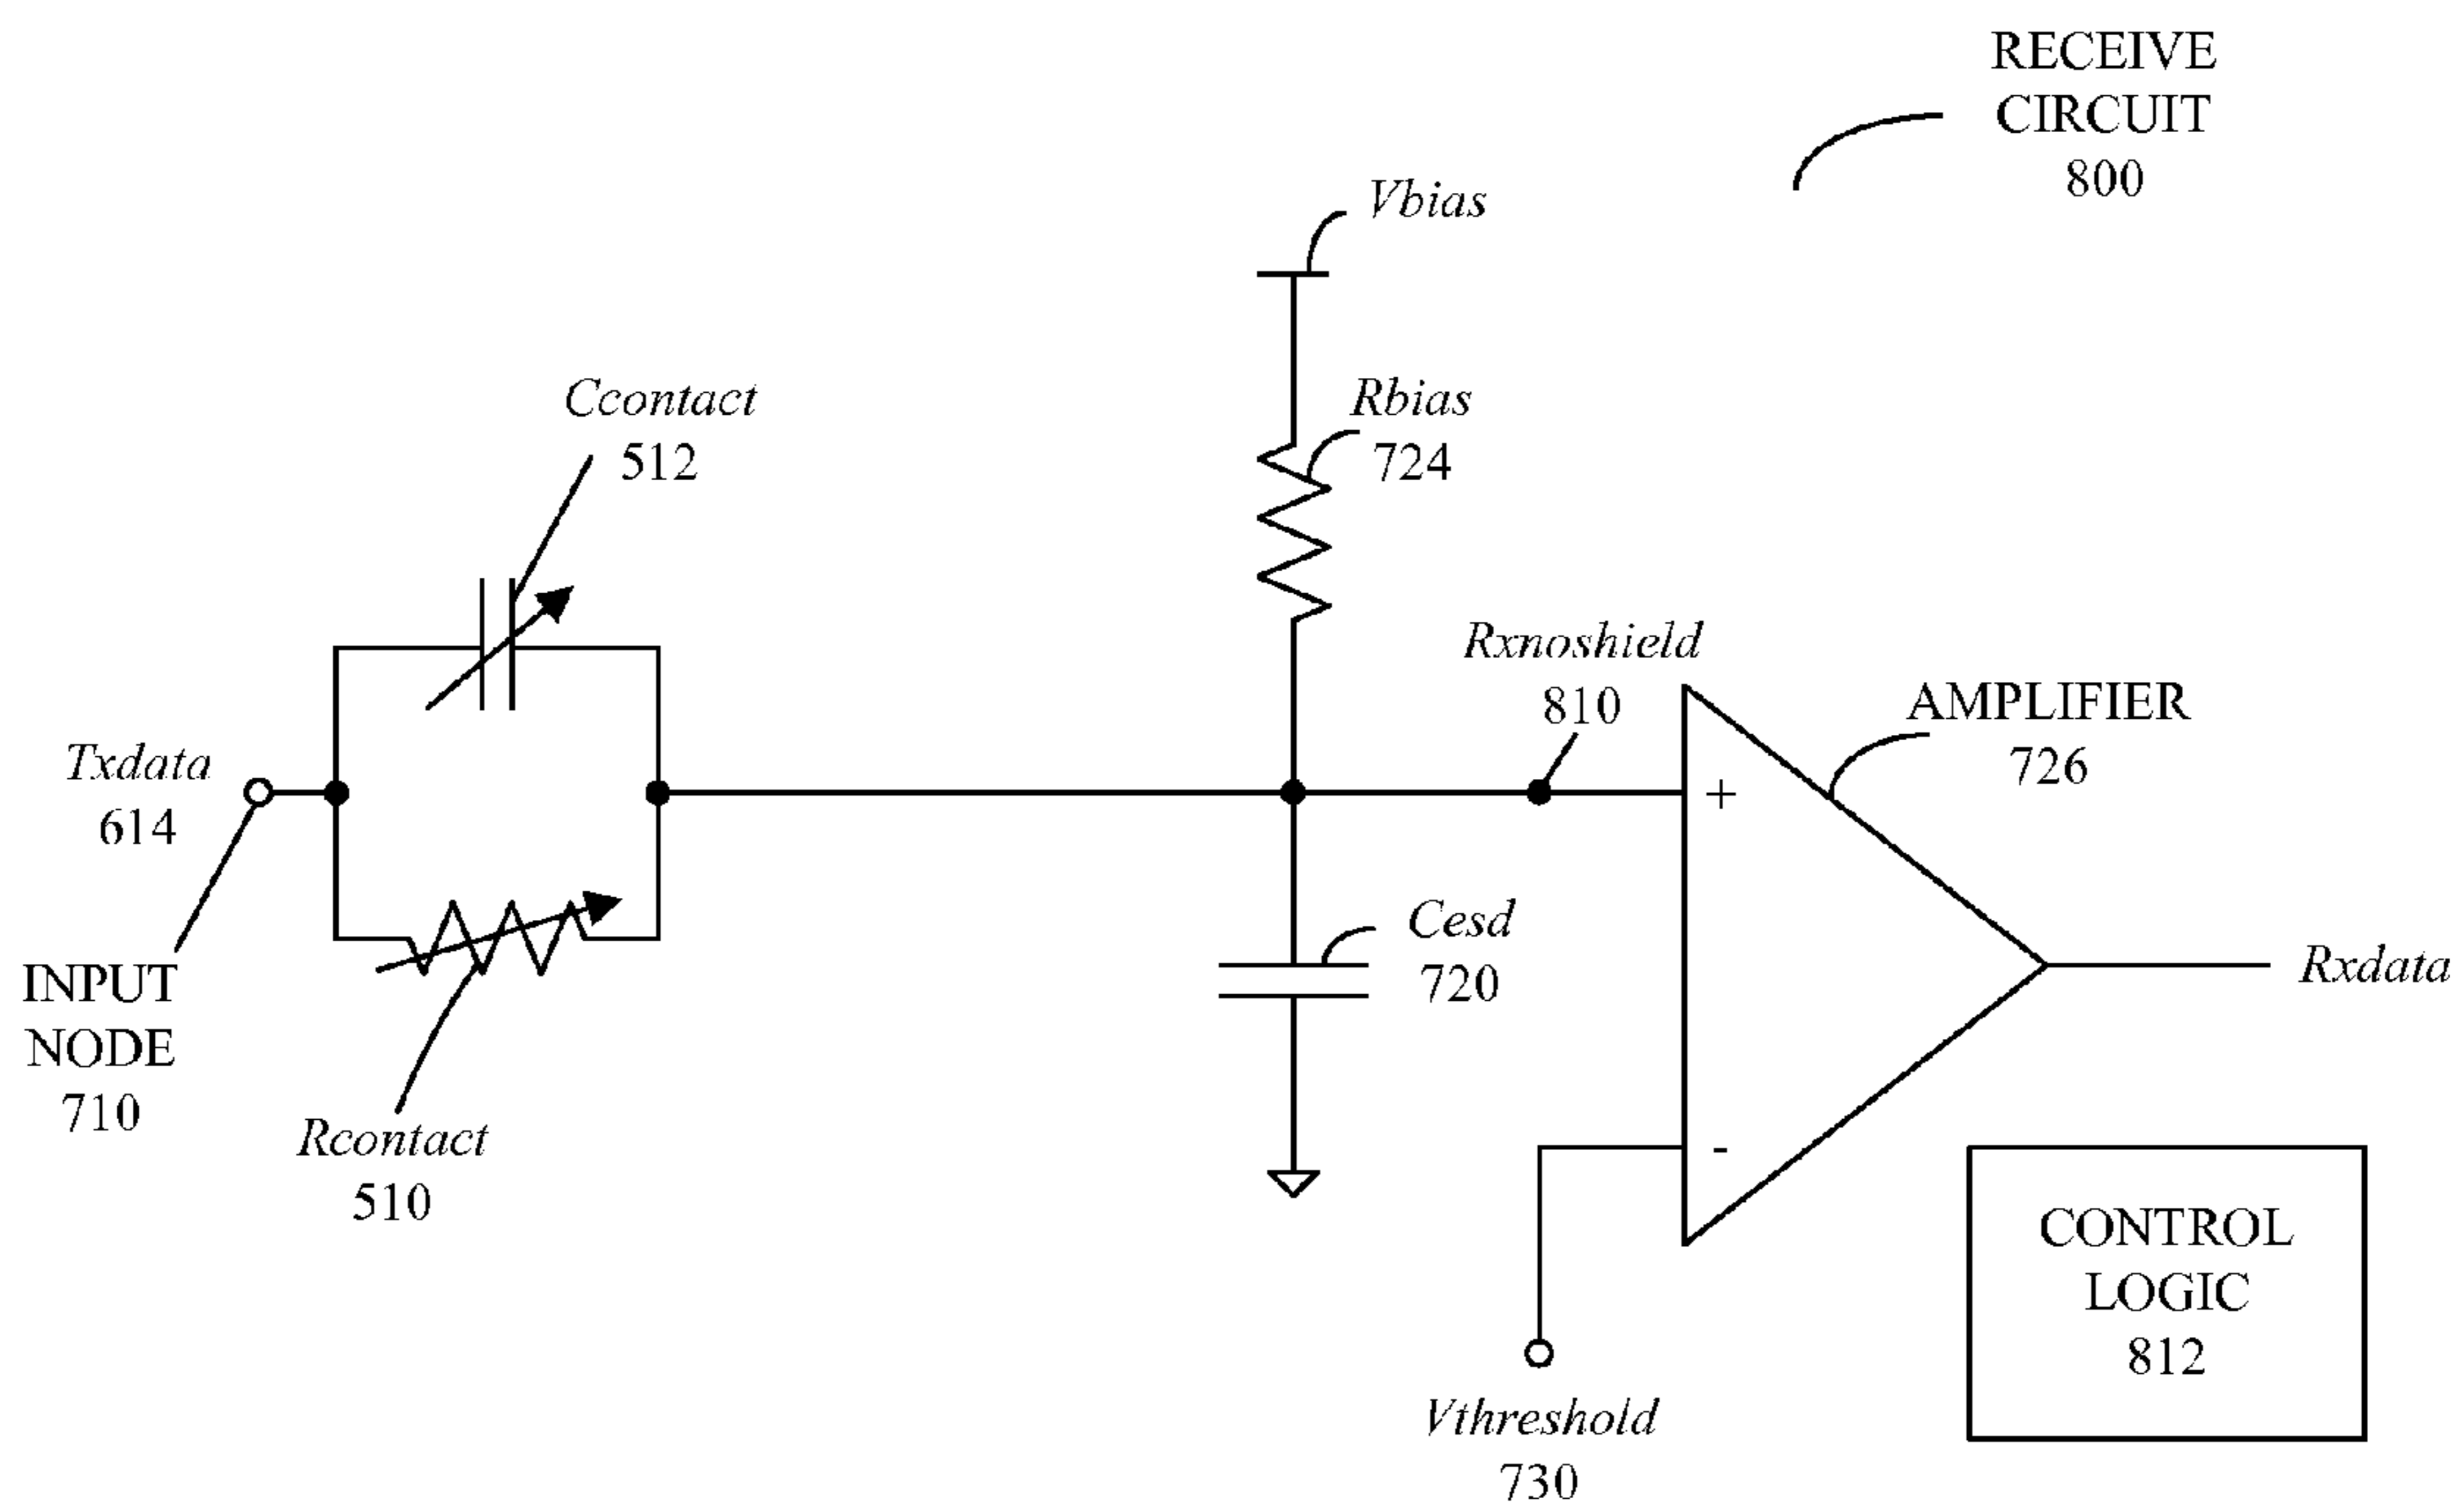 RECEIVE
CIRCUIT
800
Vbias
Rbias
724
Ccontact
512
Rxnoshield
810
AMPLIFIER
726
Txdata
614
+
Cesd
720
Rxdata
INPUT
NODE
710
Rcontact
510
-
CONTROL
LOGIC
812
Vthreshold
730